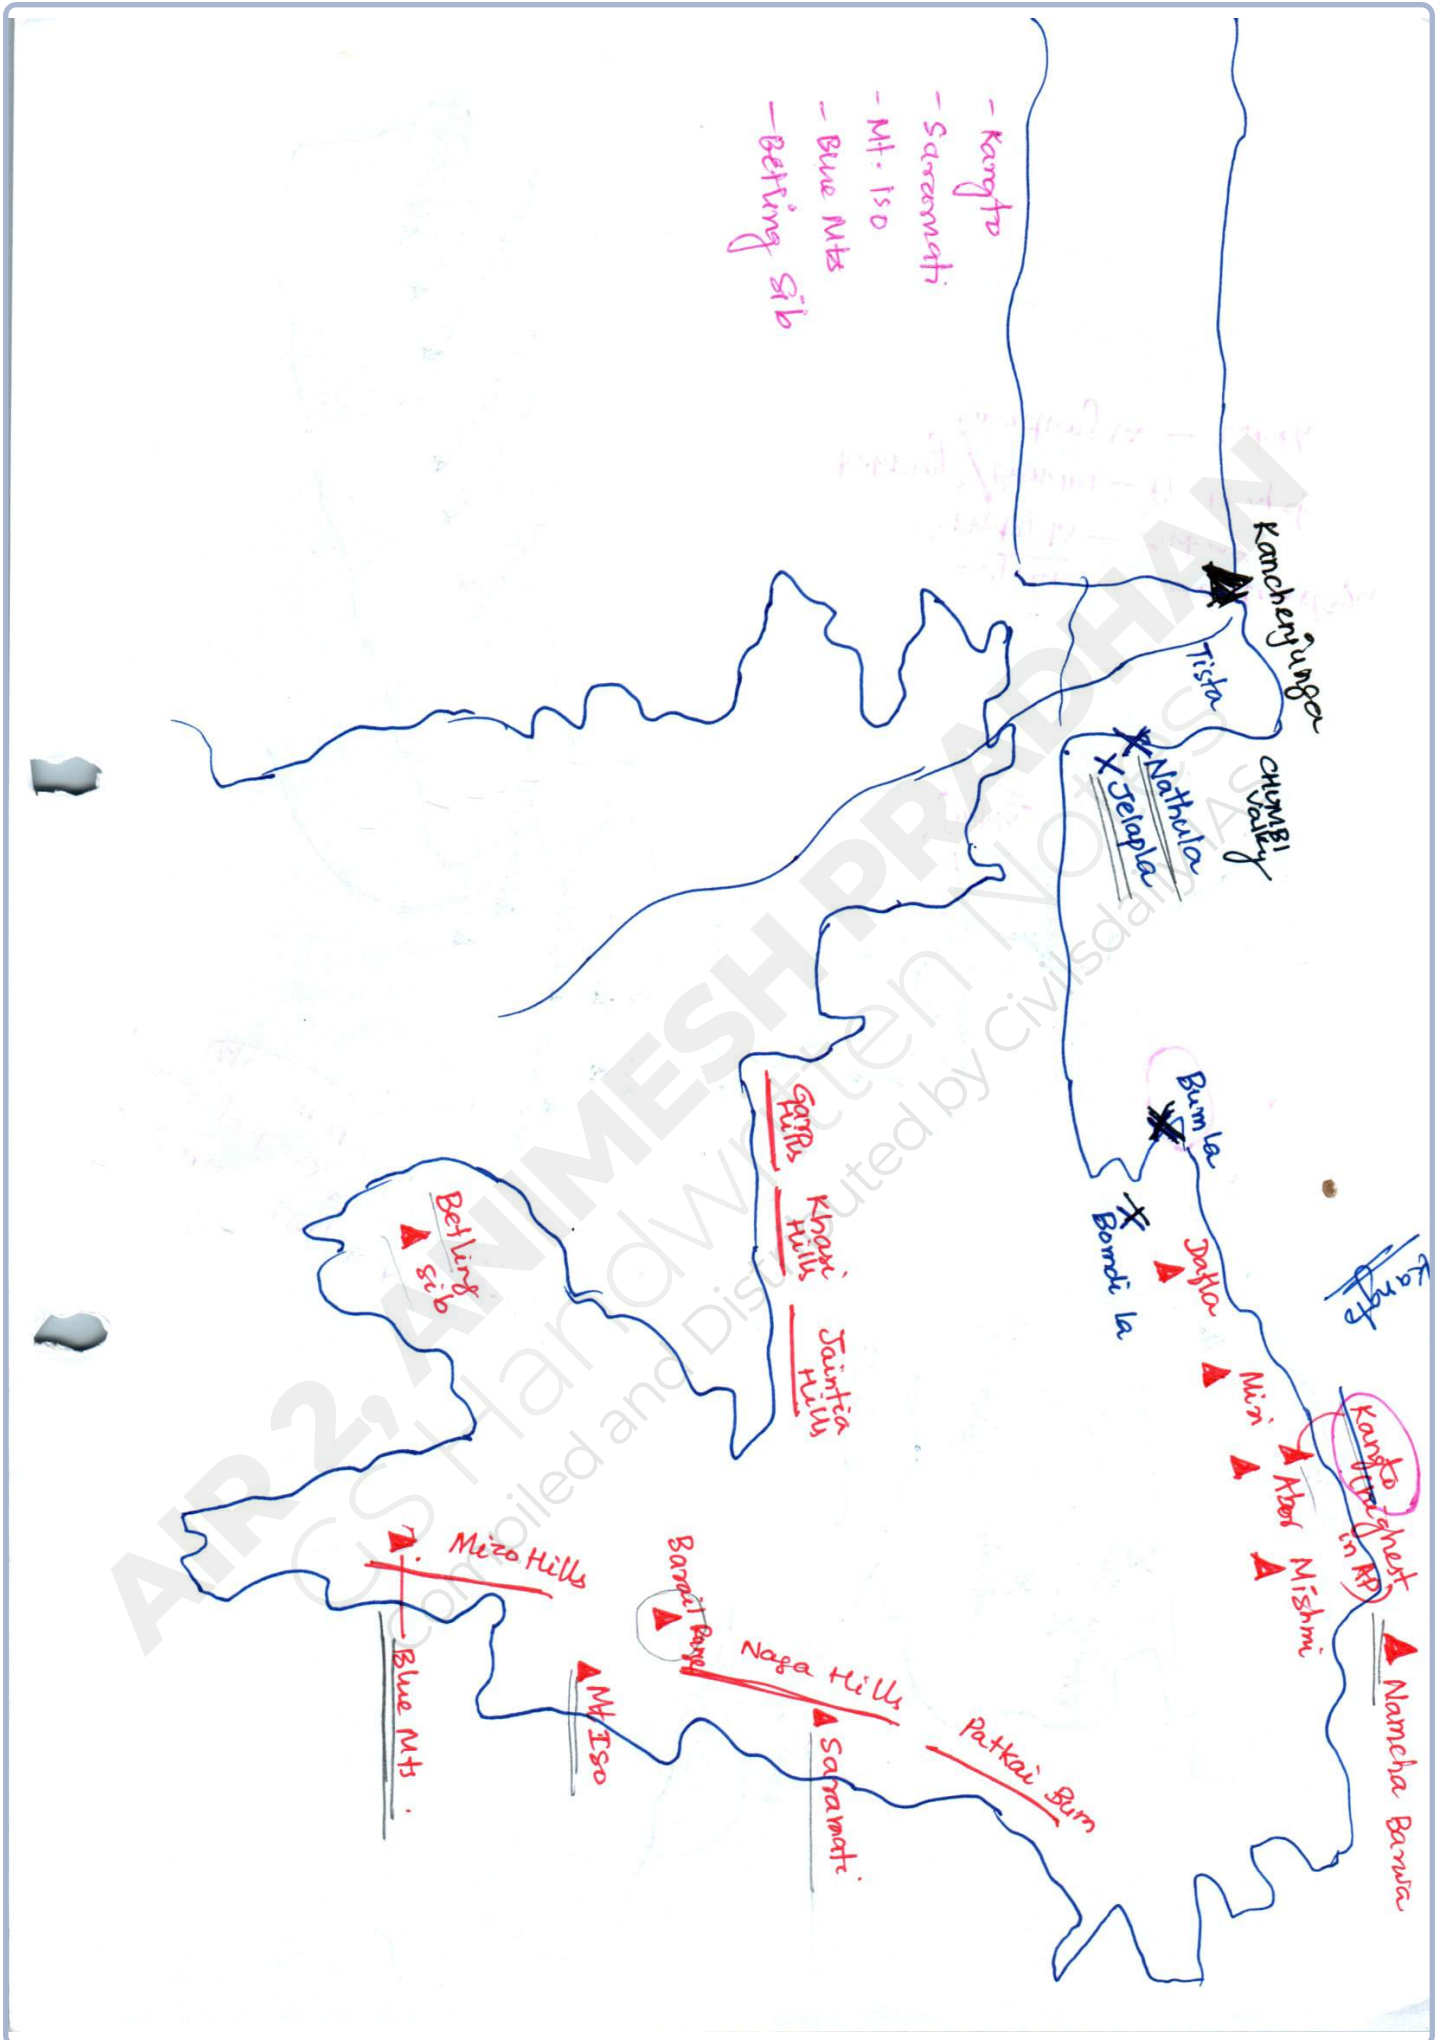 - Kangto
- Saramati
- Mt. Iso
- Blue Mts
- Betling Sib
Kanchenjunga
Tista
CHUMBI
Valley
Nathula
Jelapla
Bum la
Bomdi la
Dafla
Miri
Abor
Mishmi
Kangto
Kangto
Highest
in AP
Namcha Barwa
Garo
Hills
Khasi
Hills
Jaintia
Hills
Betling
Sib
Patkai Bum
Naga Hills
Saramati
Barail Range
Mt Iso
Mizo Hills
Blue Mts.
AIR 2, ANIMESH PRADHAN
CS Handwritten Notes
Compiled and Distributed by CivilsdailyIAS